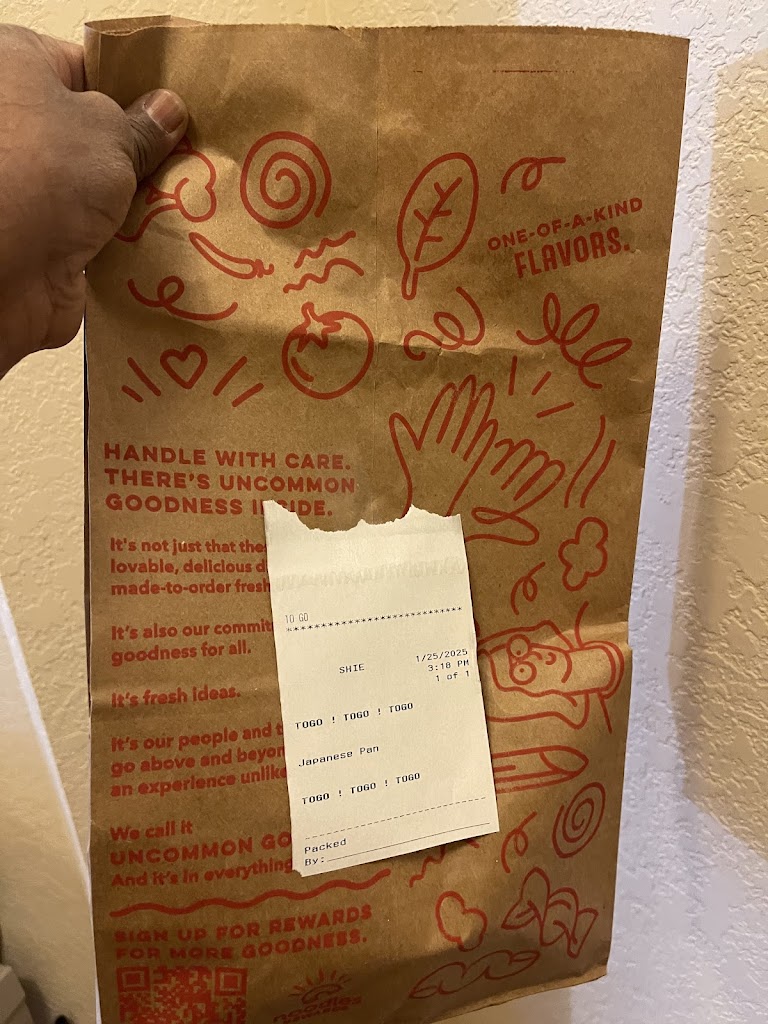 ONE-OF-A-KIND
FLAVORS.
HANDLE WITH CARE.
THERE'S UNCOMMON
GOODNESS INSIDE.
It's not just that
lovable, delicious
made-to-order fresh
It's also our
goodness for all.
It's fresh ideas.
It's our people and
go above and
an experience
We call it
UNCOMMON
And it's in everything
SIGN UP FOR REWARDS
FOR MORE GOODNESS.
noodles
REWARDS
TO GO
****************************
SHIE
1/25/2025
3:18 PM
1 of 1
TOGO ! TOGO ! TOGO
Japanese Pan
TOGO ! TOGO ! TOGO
Packed
By: